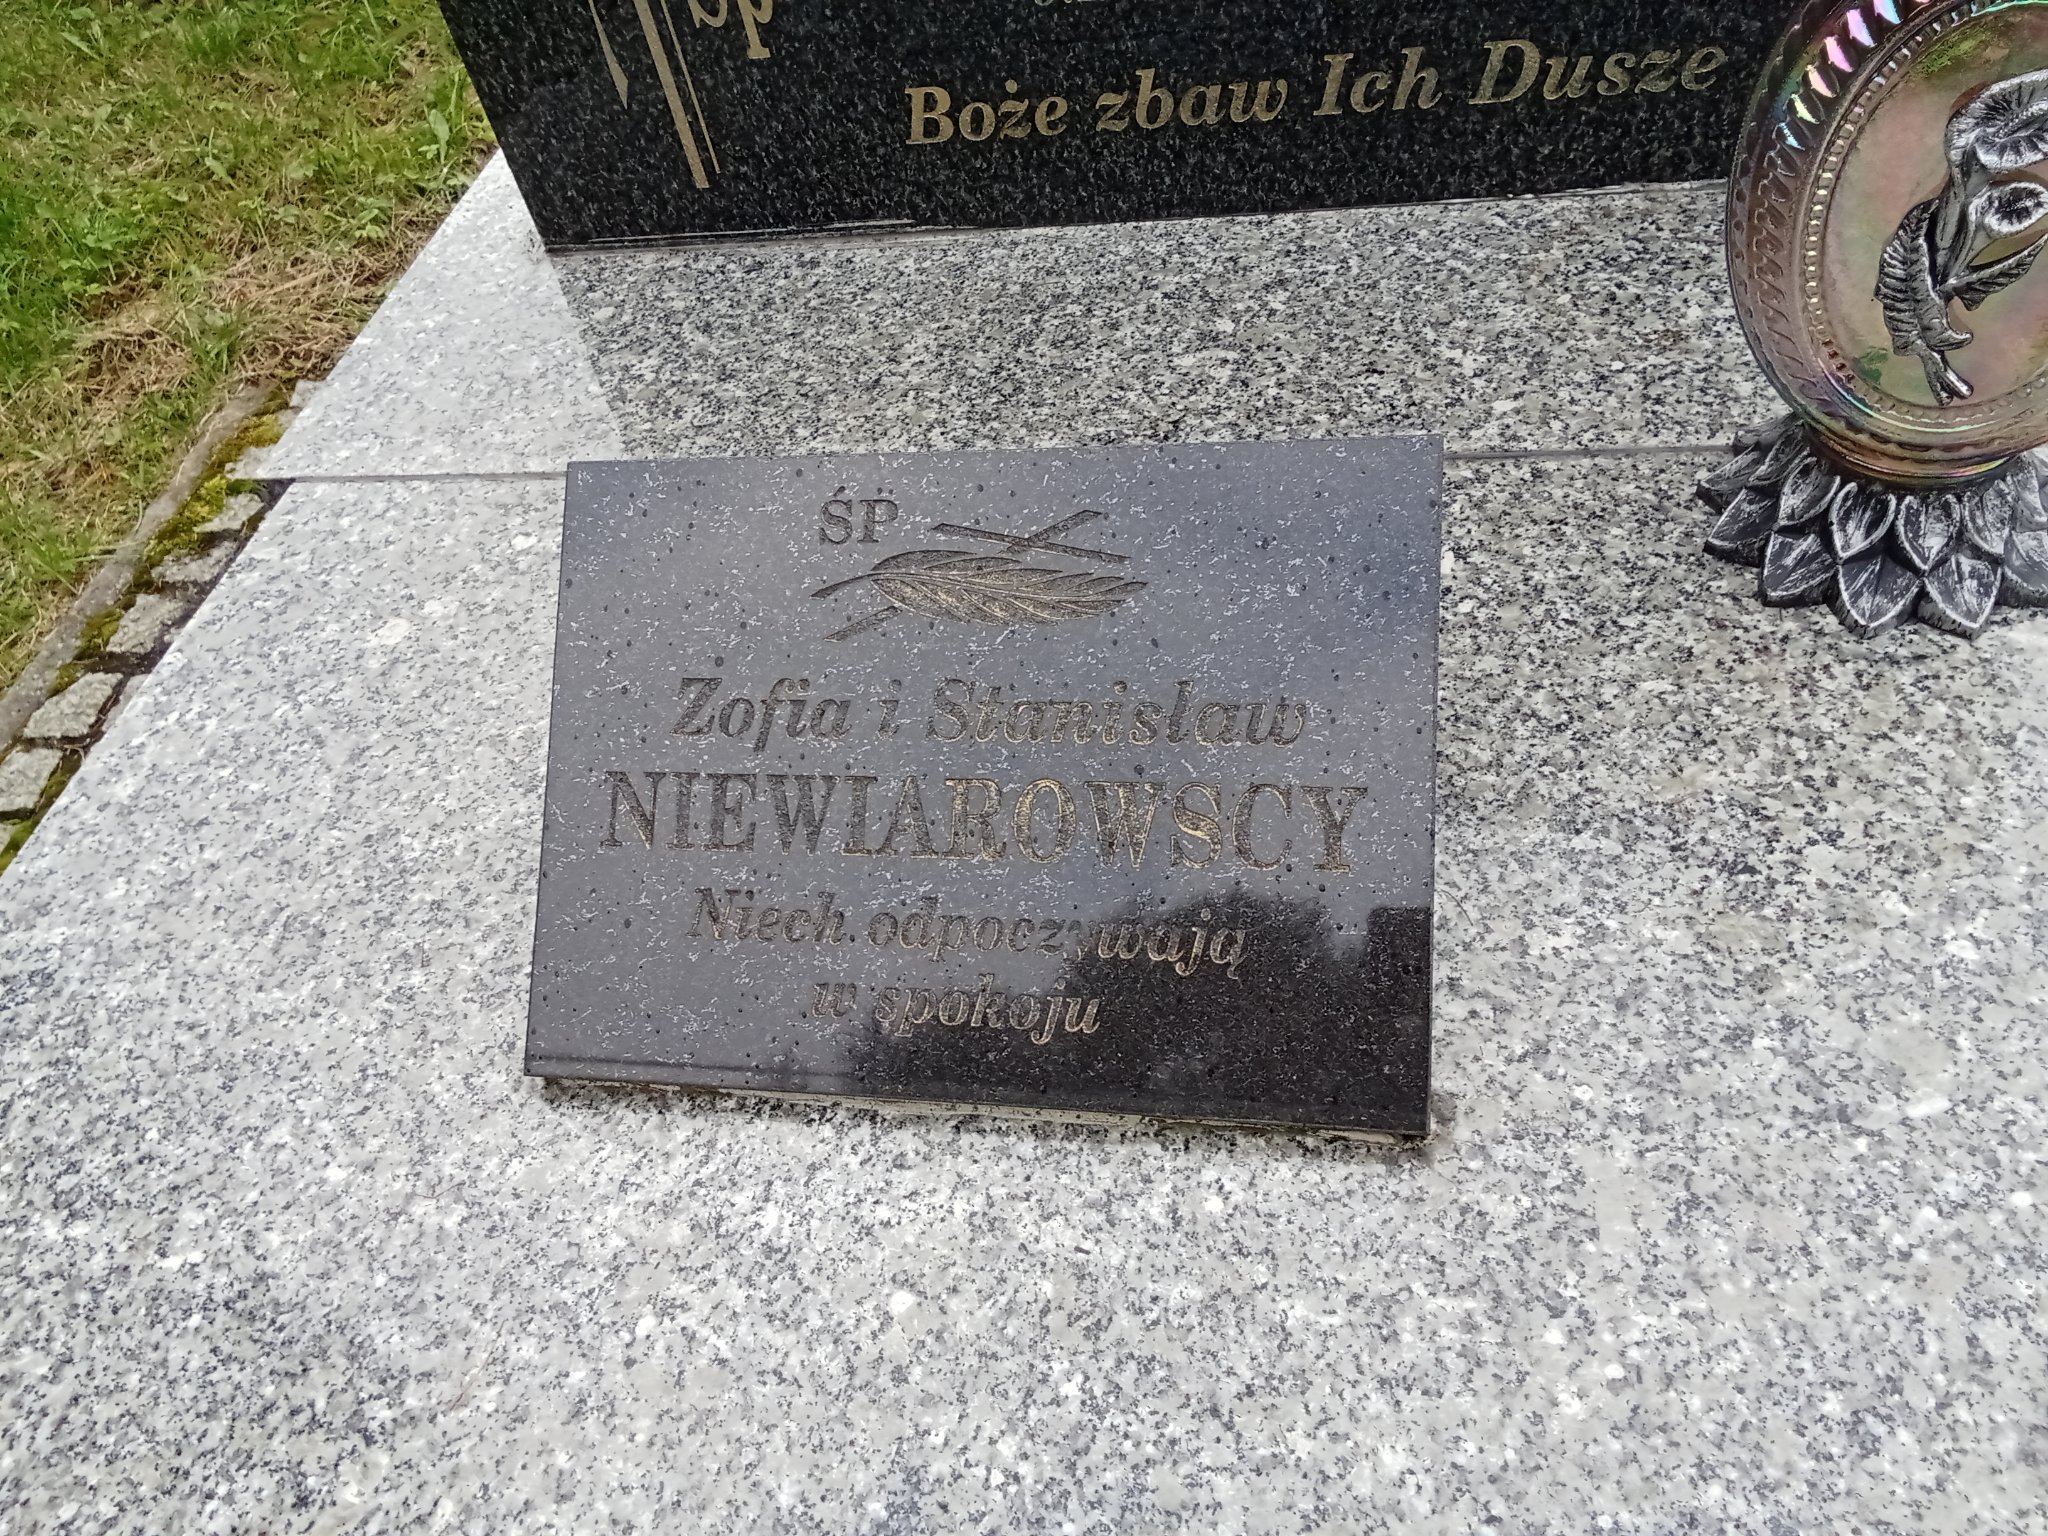 Boże zbaw Ich Dusze
ŚP
Zofia i Stanisław
NIEWIAROWSCY
Niech odpoczywają
w spokoju